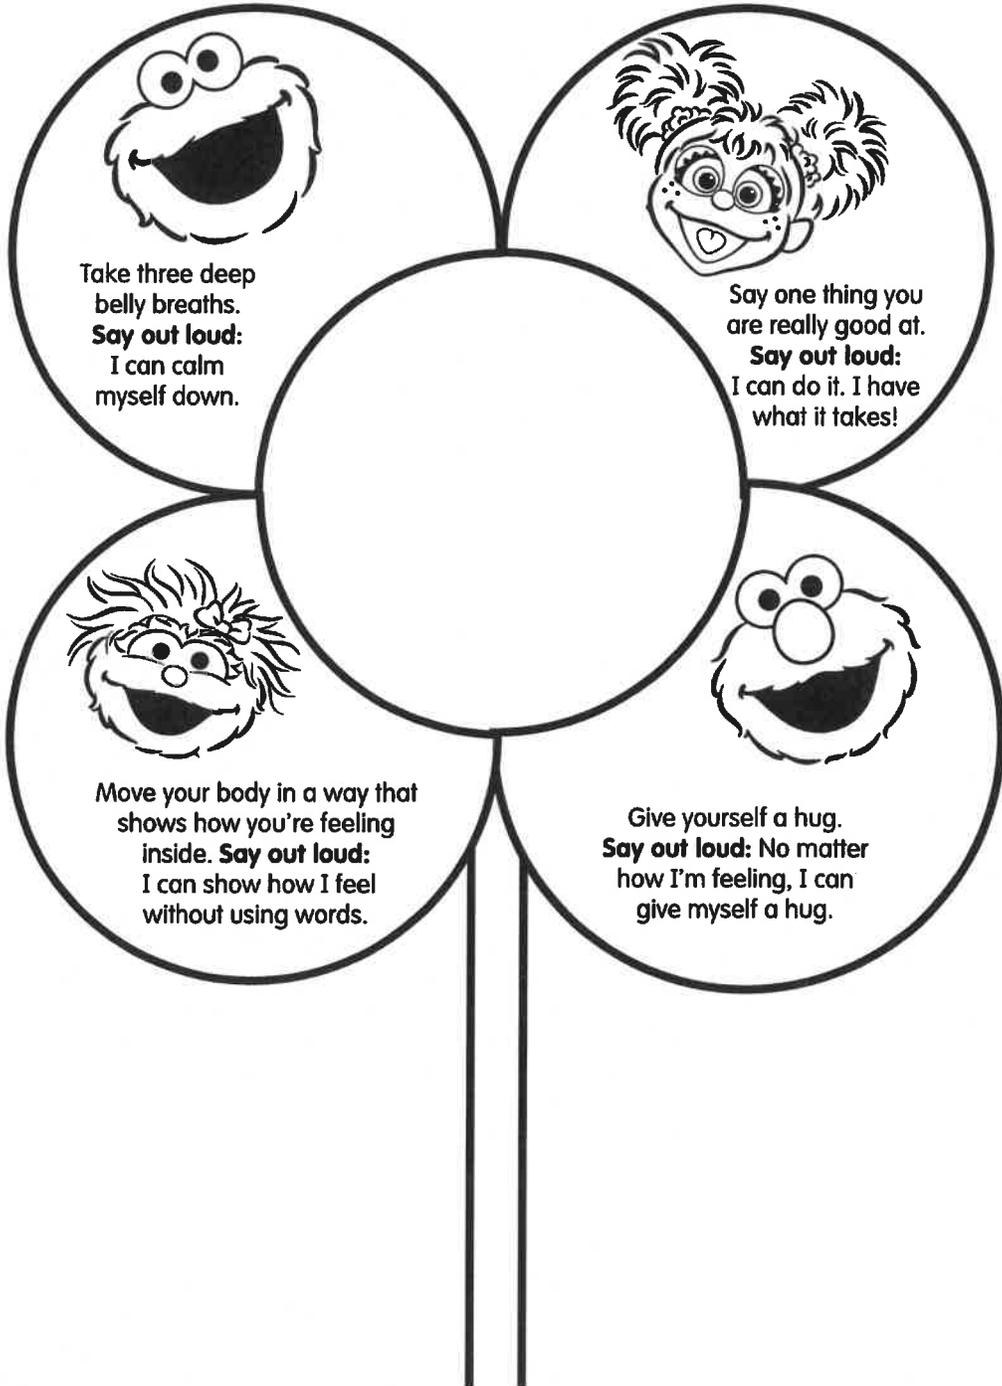 Take three deep
belly breaths.
Say out loud:
I can calm
myself down.
Say one thing you
are really good at.
Say out loud:
I can do it. I have
what it takes!
Move your body in a way that
shows how you're feeling
inside. Say out loud:
I can show how I feel
without using words.
Give yourself a hug.
Say out loud: No matter
how I'm feeling, I can
give myself a hug.